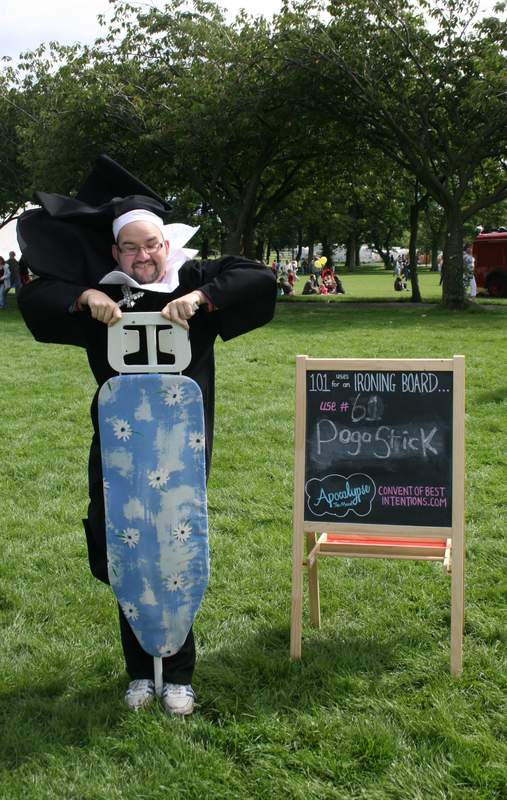 101 uses for an IRONING BOARD...
use # 61
Pogo Stick
Apocalypse
The Musical
CONVENT OF BEST
INTENTIONS.COM